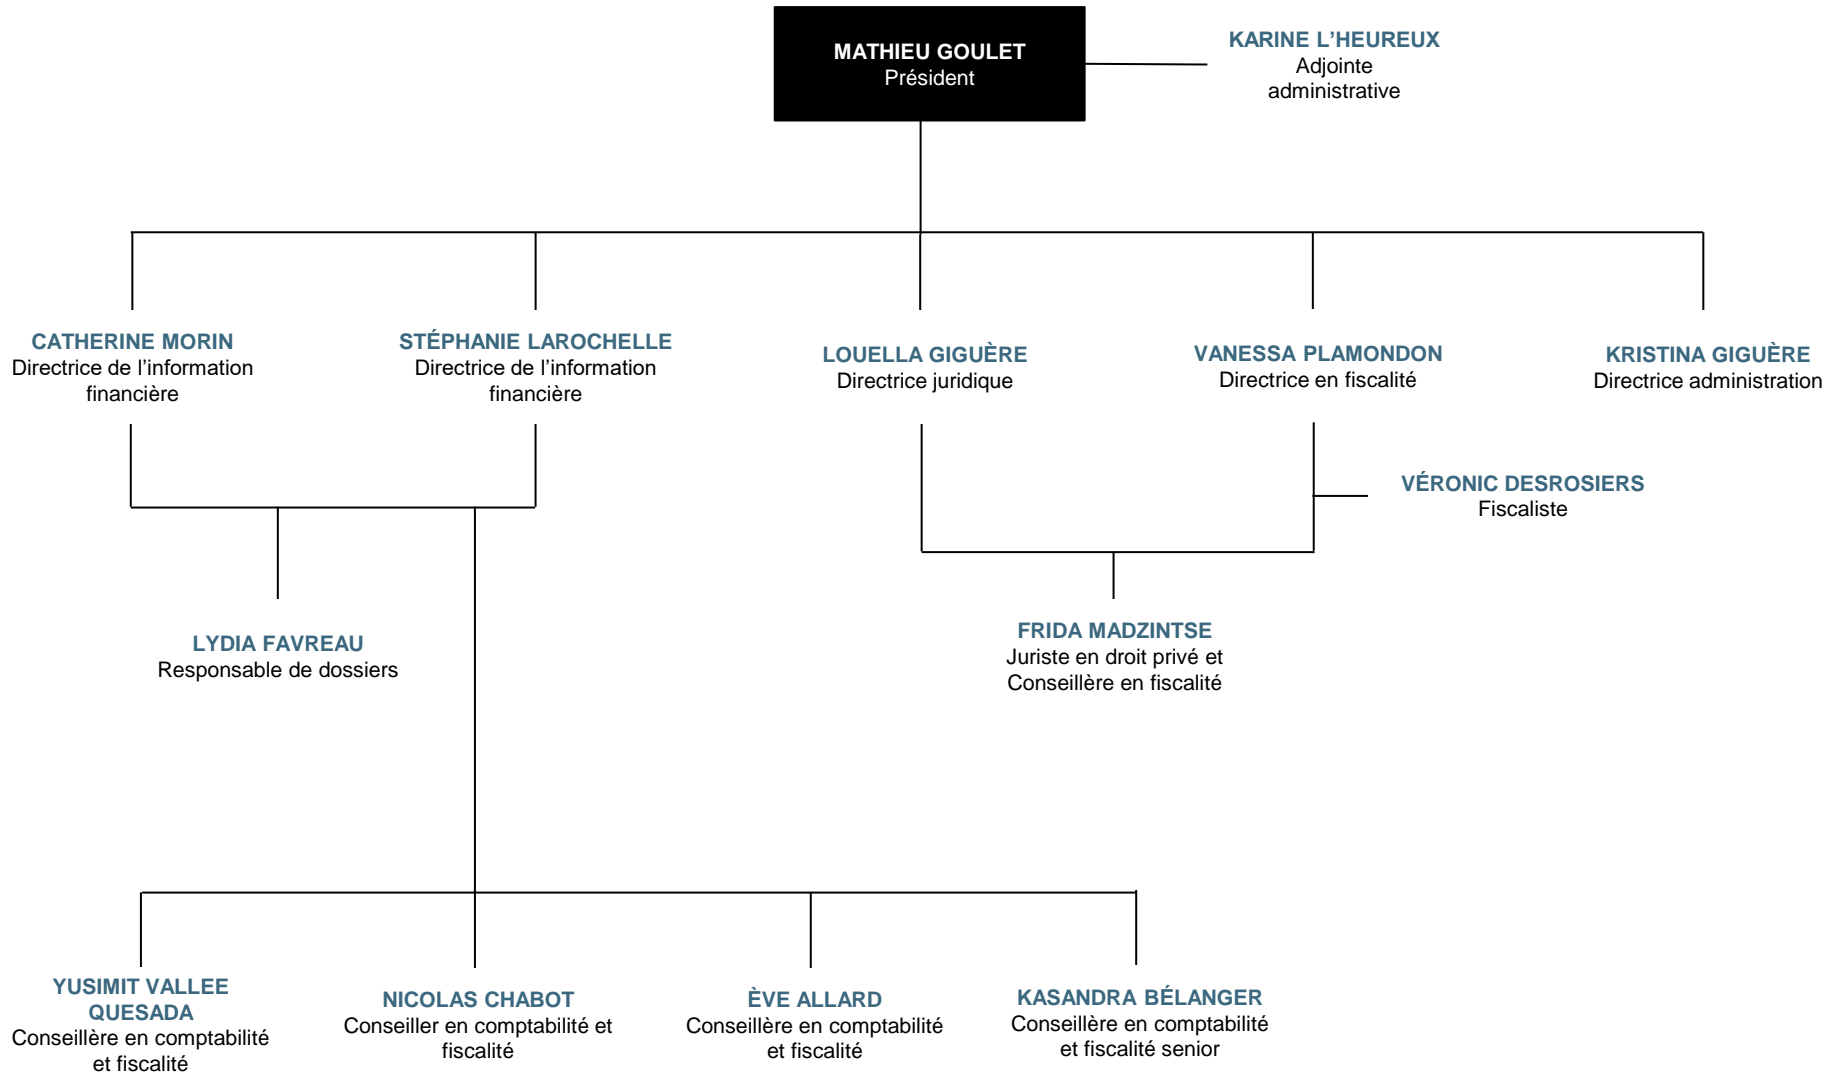 MATHIEU GOULET
Président
KARINE L’HEUREUX
Adjointe
administrative
CATHERINE MORIN
Directrice de l’information
financière
STÉPHANIE LAROCHELLE
Directrice de l’information
financière
LOUELLA GIGUÈRE
Directrice juridique
VANESSA PLAMONDON
Directrice en fiscalité
KRISTINA GIGUÈRE
Directrice administration
VÉRONIC DESROSIERS
Fiscaliste
LYDIA FAVREAU
Responsable de dossiers
FRIDA MADZINTSE
Juriste en droit privé et
Conseillère en fiscalité
YUSIMIT VALLEE
QUESADA
Conseillère en comptabilité
et fiscalité
NICOLAS CHABOT
Conseiller en comptabilité et
fiscalité
ÈVE ALLARD
Conseillère en comptabilité
et fiscalité
KASANDRA BÉLANGER
Conseillère en comptabilité
et fiscalité senior